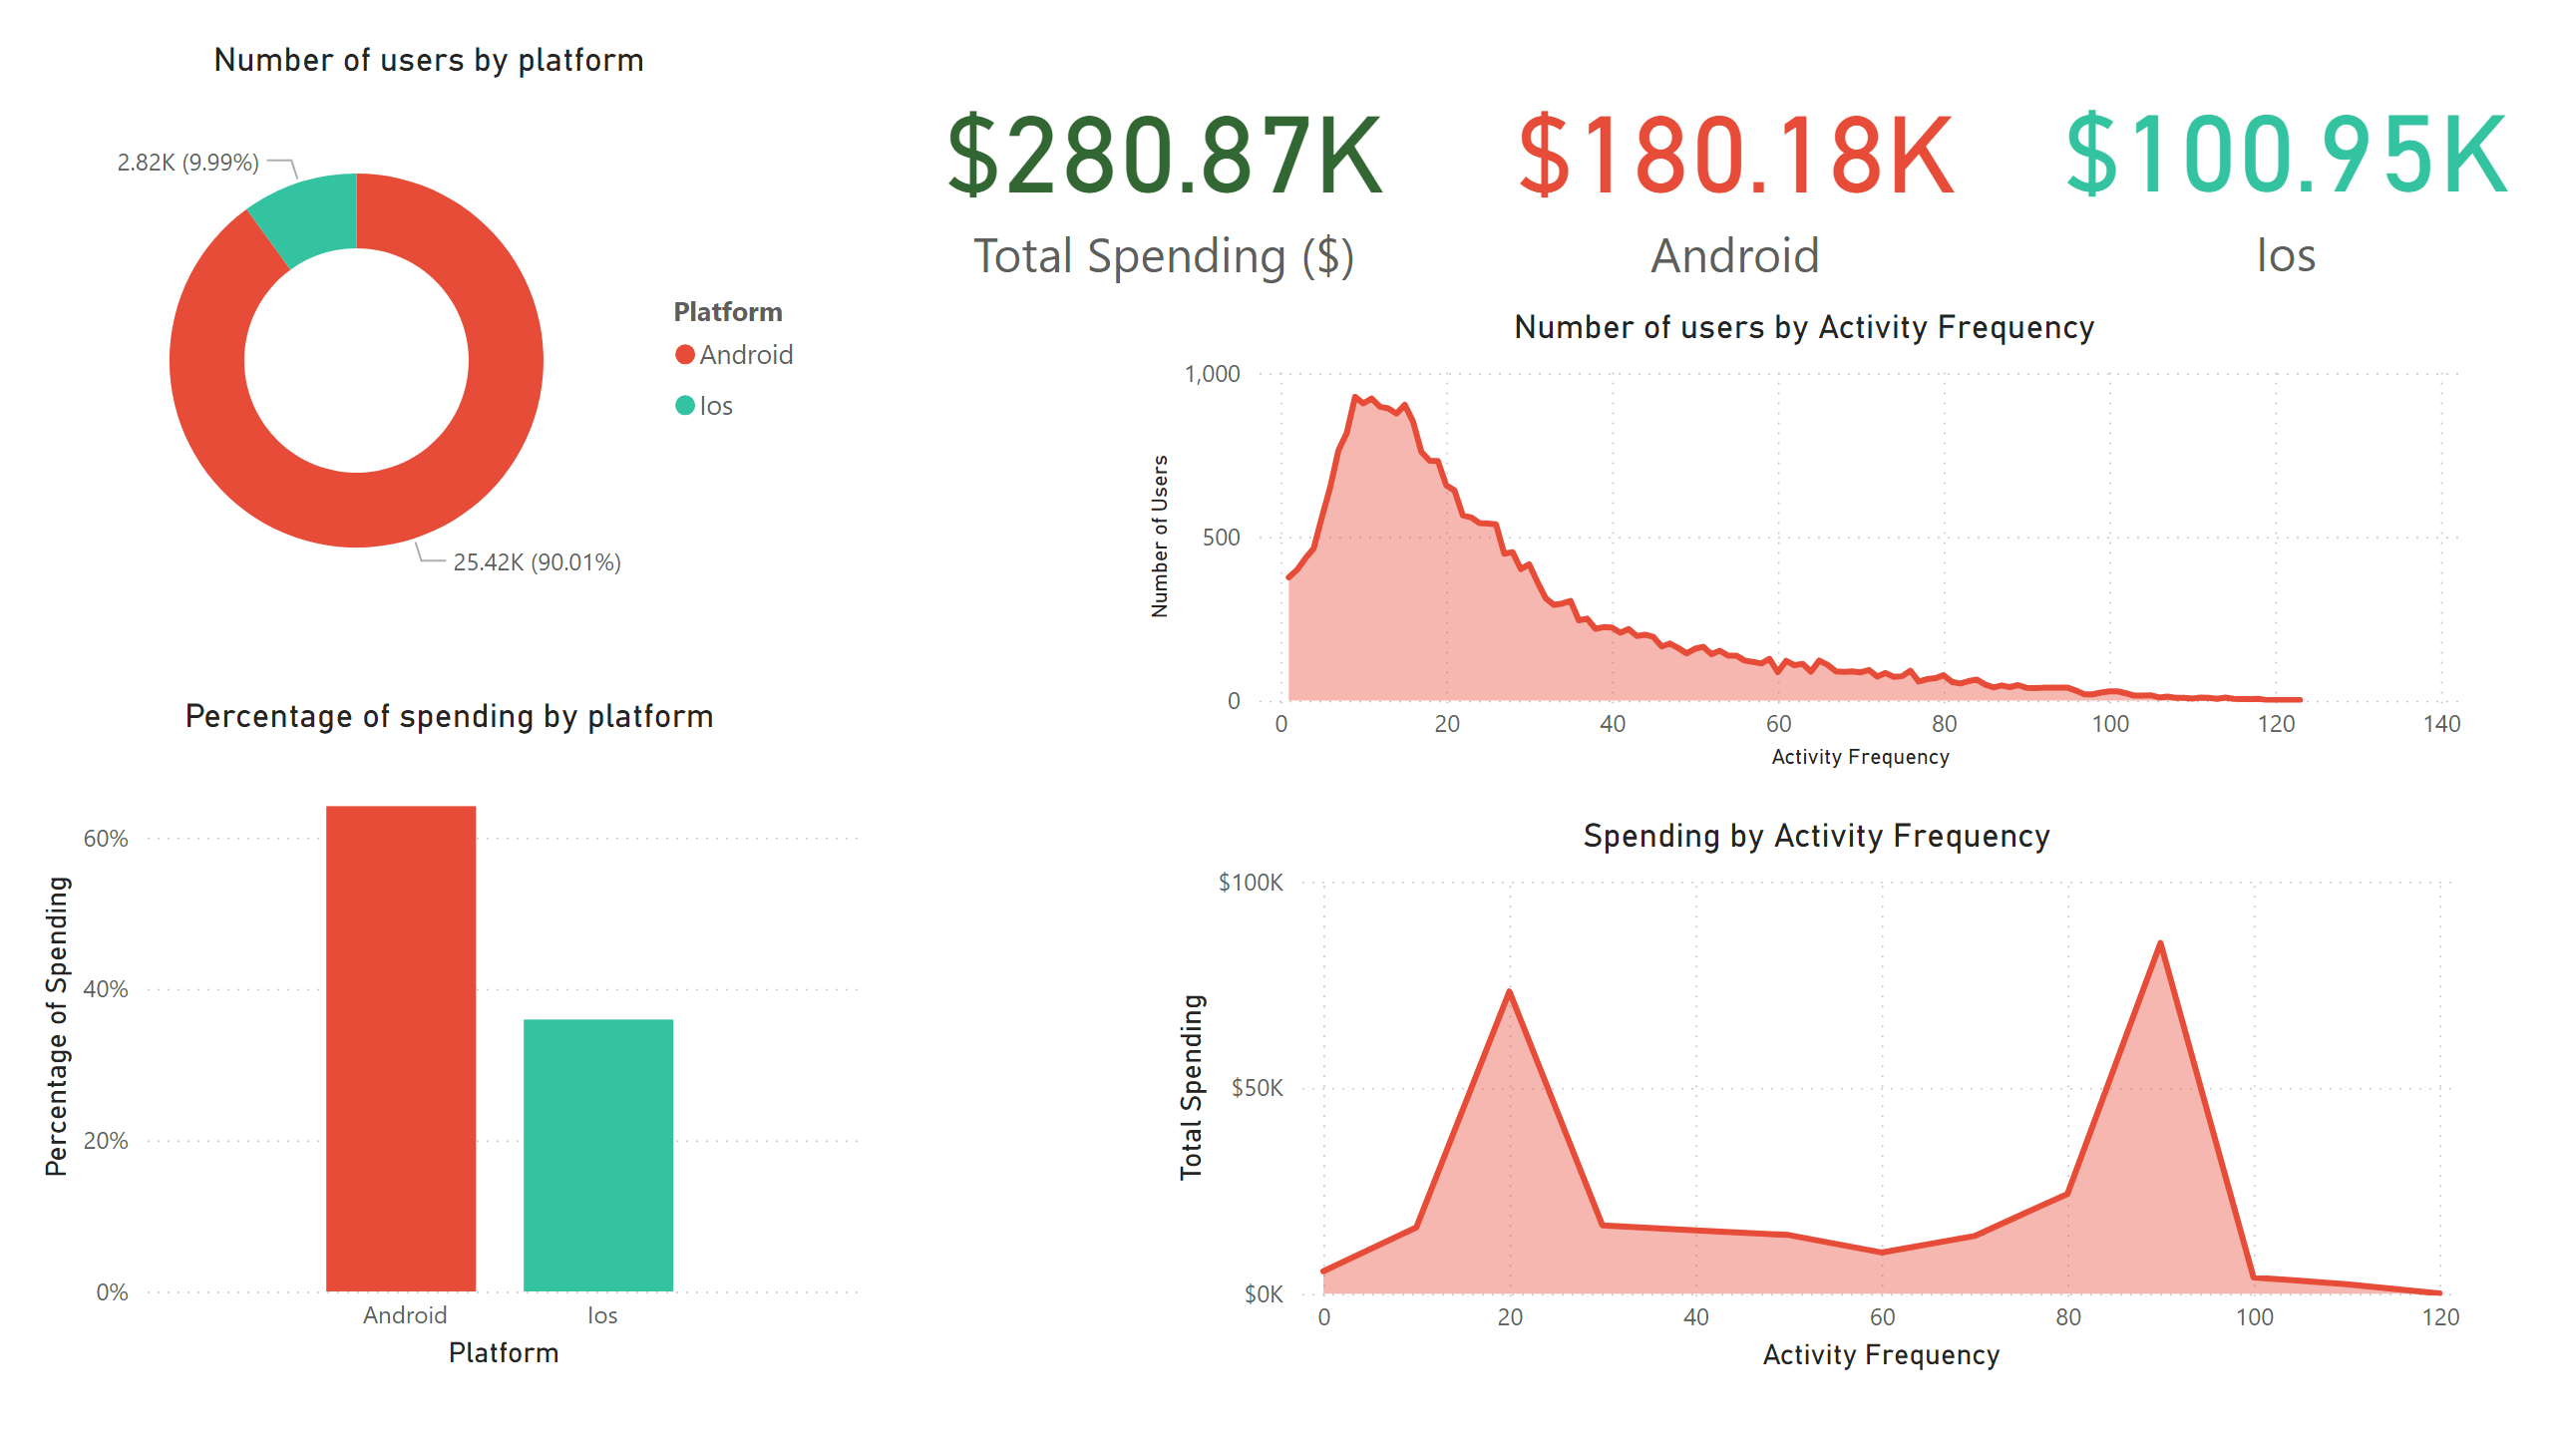 Number of users by platform
2.82K (9.99%)
25.42K (90.01%)
Platform
Android
Ios
$280.87K
Total Spending ($)
$180.18K
Android
$100.95K
Ios
Number of users by Activity Frequency
Number of Users
1,000
500
0
0 20 40 60 80 100 120 140
Activity Frequency
Percentage of spending by platform
Percentage of Spending
60%
40%
20%
0%
Android Ios
Platform
Spending by Activity Frequency
Total Spending
$100K
$50K
$0K
0 20 40 60 80 100 120
Activity Frequency